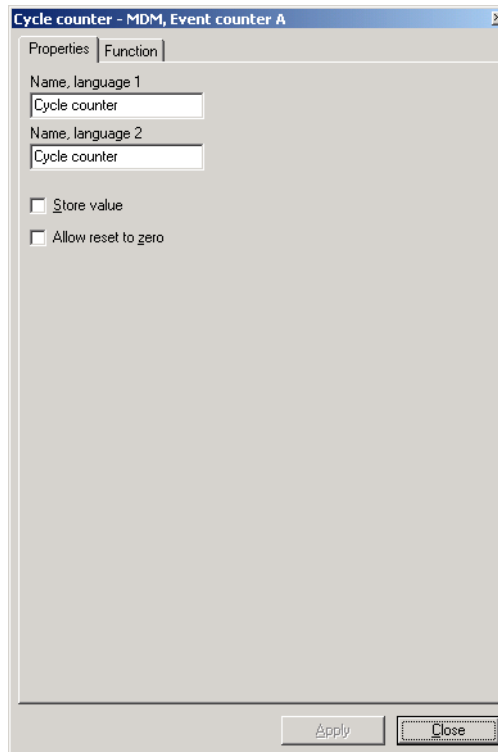 Cycle counter - MDM, Event counter A
Properties Function
Name, language 1
Cycle counter
Name, language 2
Cycle counter
Store value
Allow reset to zero
Apply Close